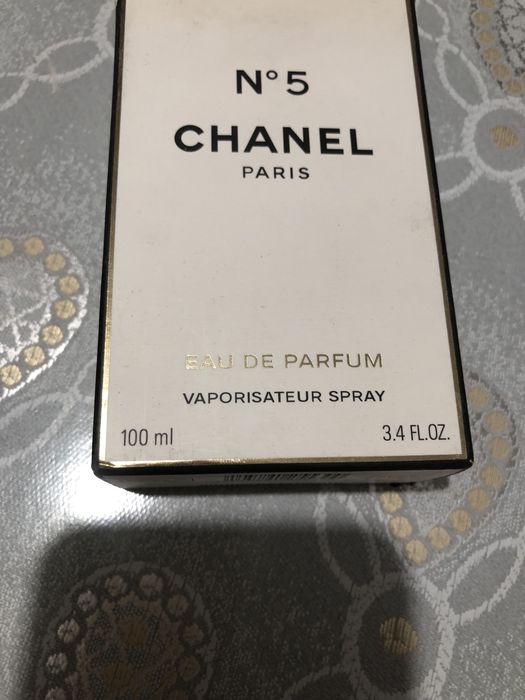 N°5
CHANEL
PARIS
EAU DE PARFUM
VAPORISATEUR SPRAY
100 ml
3.4 FL.OZ.